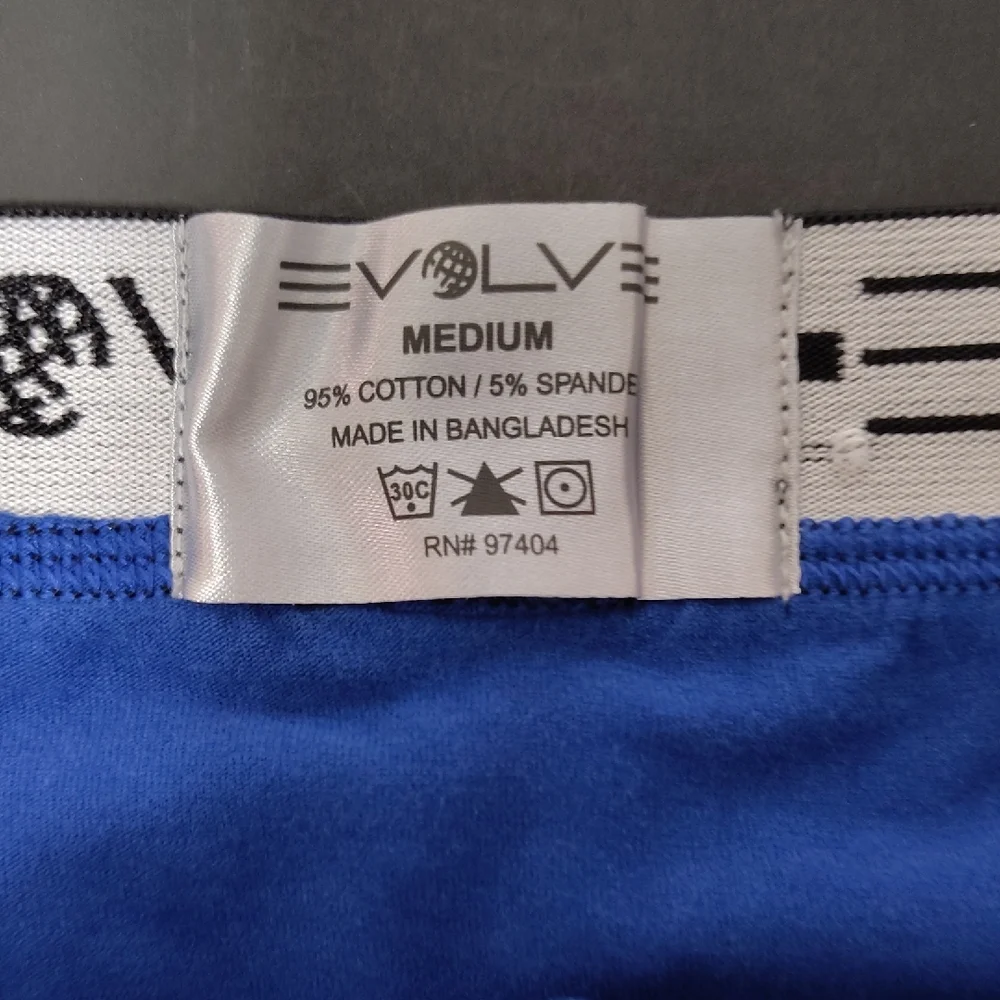 EVOLVE
MEDIUM
95% COTTON / 5% SPANDE
MADE IN BANGLADESH
30C
RN# 97404